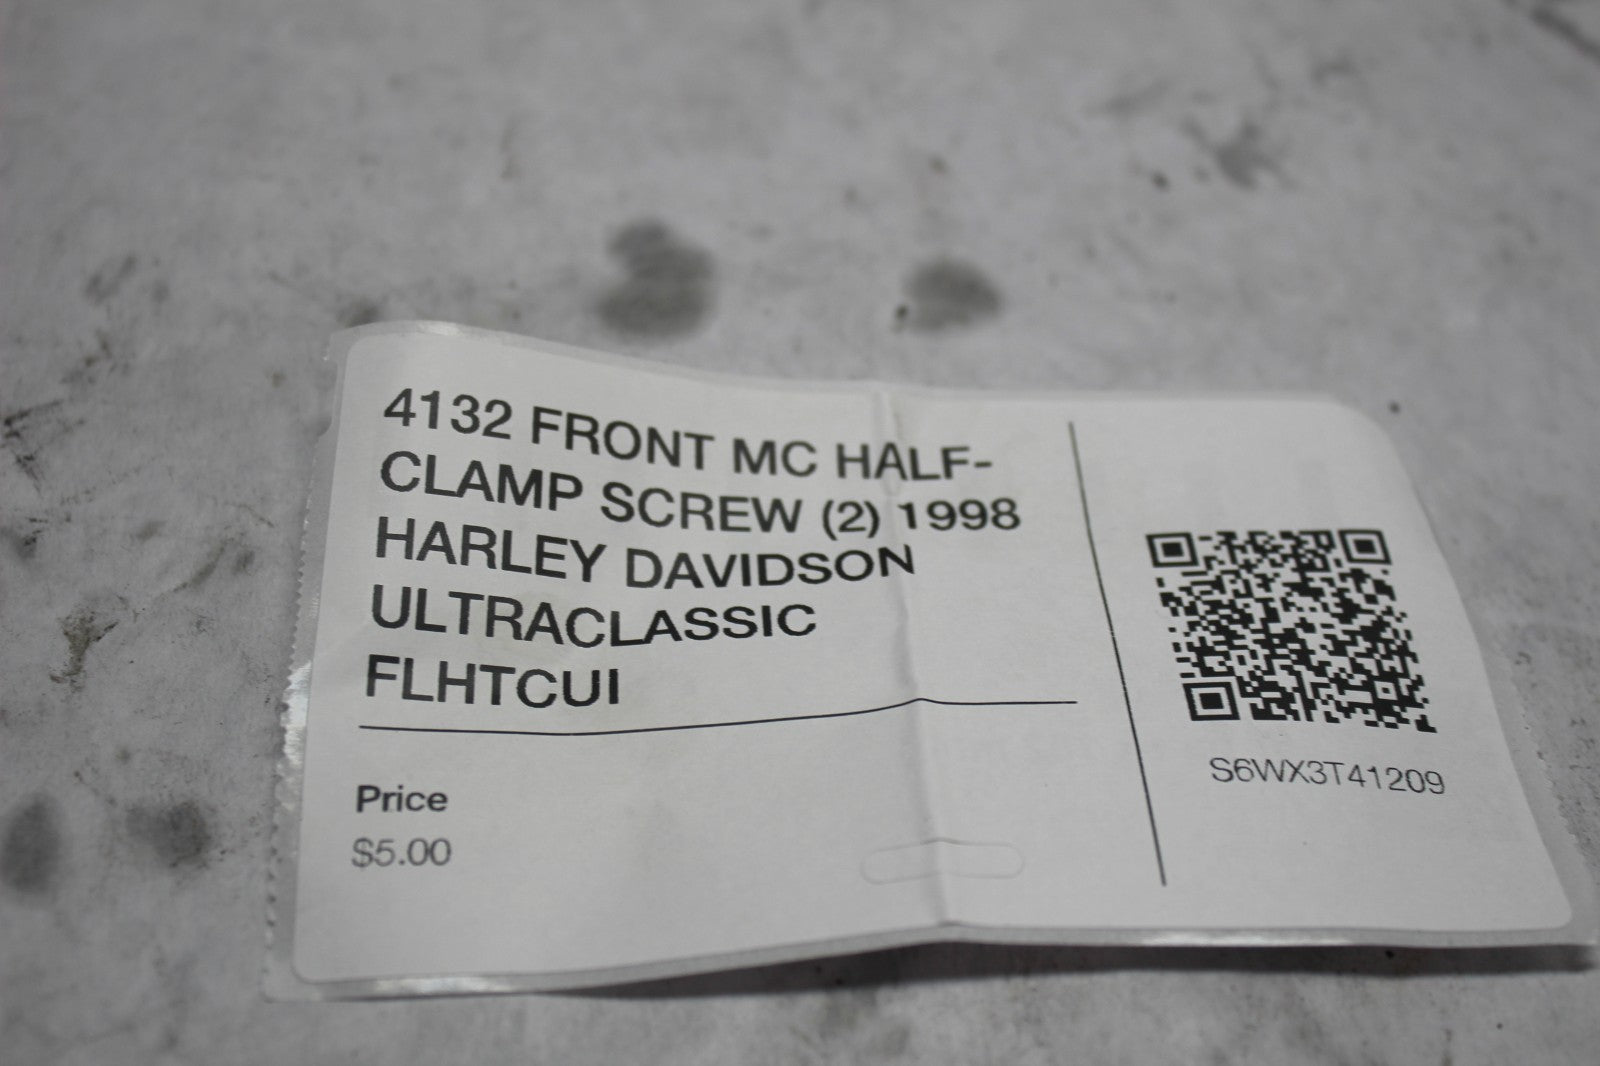 4132 FRONT MC HALF-
CLAMP SCREW (2) 1998
HARLEY DAVIDSON
ULTRACLASSIC
FLHTCUI
Price
$5.00
S6WX3T41209